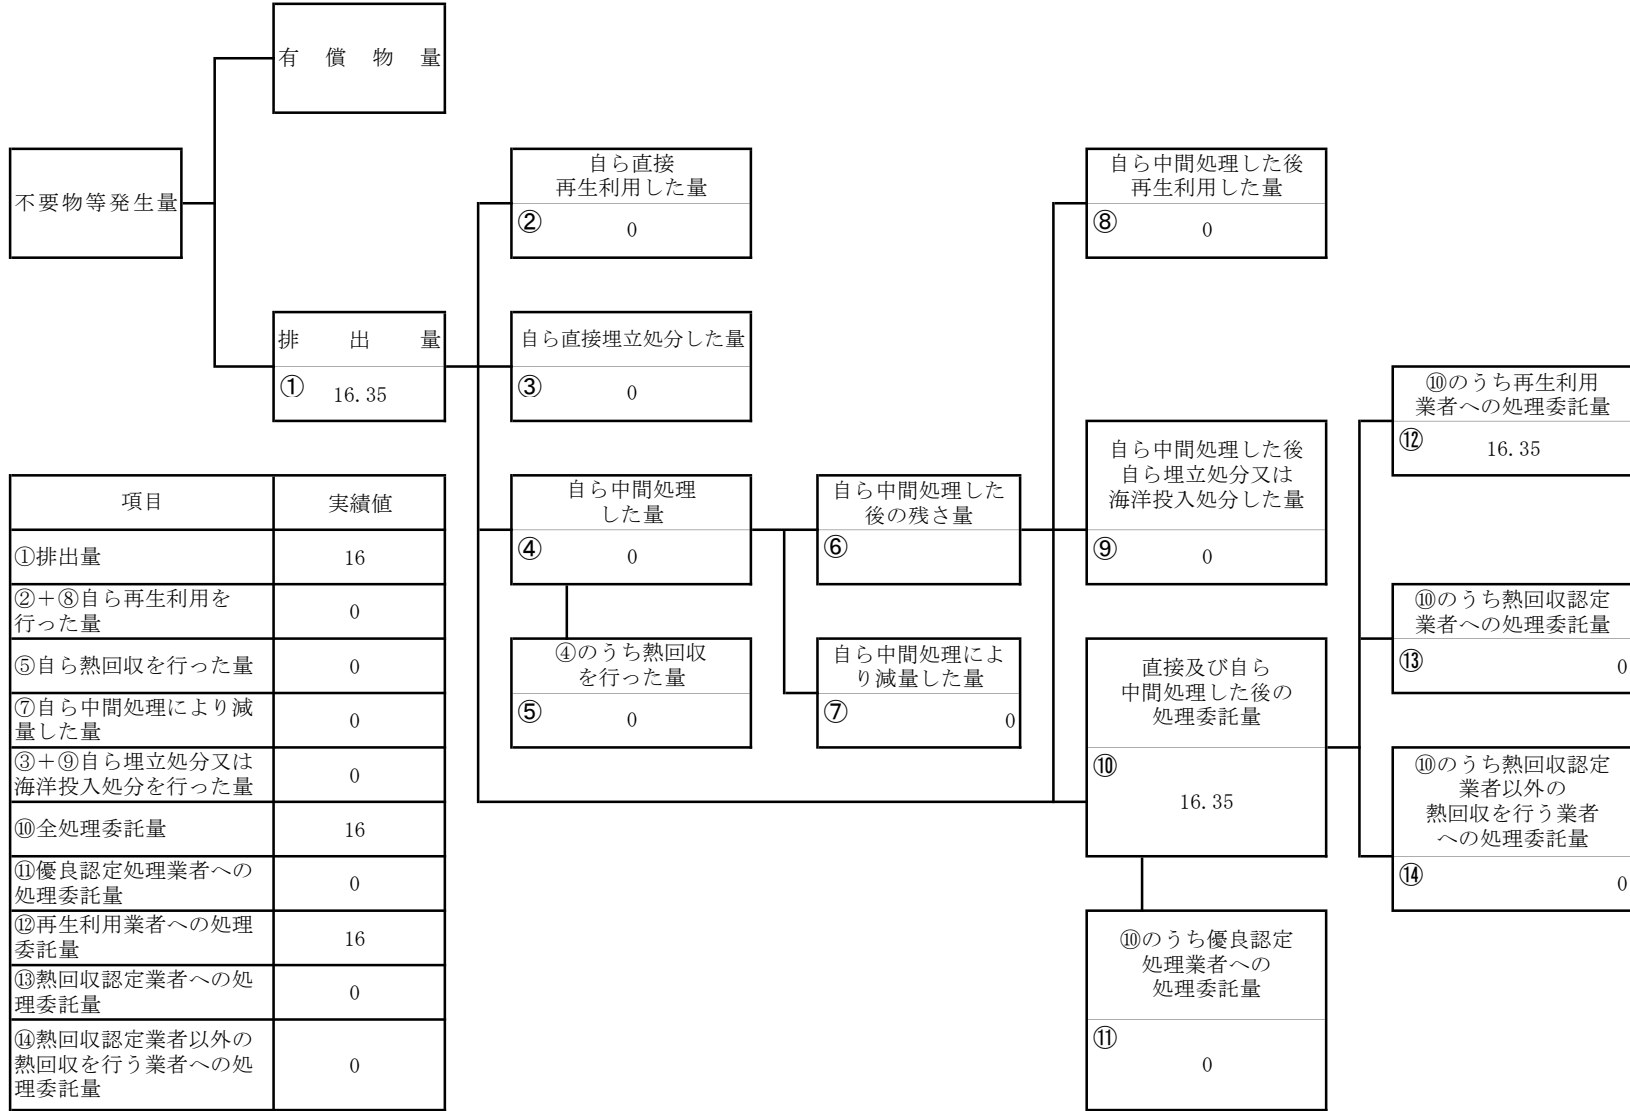 有償物量
不要物等発生量
排出量
① 16.35
自ら直接
再生利用した量
② 0
自ら直接埋立処分した量
③ 0
自ら中間処理
した量
④ 0
④のうち熱回収
を行った量
⑤ 0
自ら中間処理した
後の残さ量
⑥
自ら中間処理によ
り減量した量
⑦ 0
自ら中間処理した後
再生利用した量
⑧ 0
自ら中間処理した後
自ら埋立処分又は
海洋投入処分した量
⑨ 0
直接及び自ら
中間処理した後の
処理委託量
⑩
16.35
⑩のうち優良認定
処理業者への
処理委託量
⑪
0
⑩のうち再生利用
業者への処理委託量
⑫ 16.35
⑩のうち熱回収認定
業者への処理委託量
⑬ 0
⑩のうち熱回収認定
業者以外の
熱回収を行う業者
への処理委託量
⑭ 0
項目 実績値
①排出量 16
②+⑧自ら再生利用を
行った量 0
⑤自ら熱回収を行った量 0
⑦自ら中間処理により減
量した量 0
③+⑨自ら埋立処分又は
海洋投入処分を行った量 0
⑩全処理委託量 16
⑪優良認定処理業者への
処理委託量 0
⑫再生利用業者への処理
委託量 16
⑬熱回収認定業者への処
理委託量 0
⑭熱回収認定業者以外の
熱回収を行う業者への処
理委託量 0